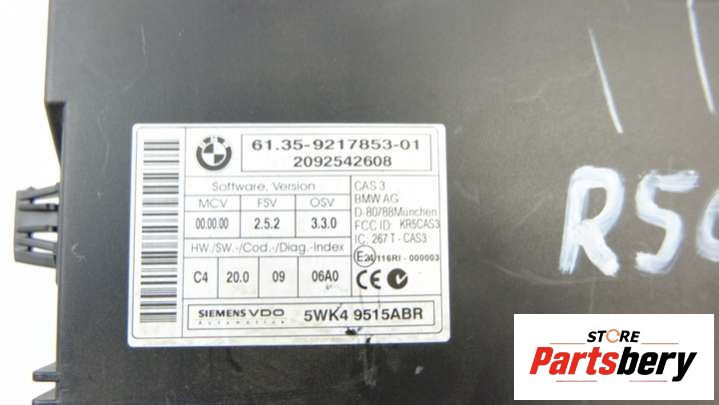 61.35-9217853-01
2092542608
Software, Version
MCV FSV OSV
00.00.00 2.5.2 3.3.0
HW./SW.-/Cod.-/Diag.-Index
C4 20.0 09 06A0
CAS 3
BMW AG
D-80788München
FCC ID: KR5CAS3
IC: 267 T - CAS3
E24 116RI - 000003
CE
SIEMENS VDO
Automotive
5WK4 9515ABR
STORE
Partsbery